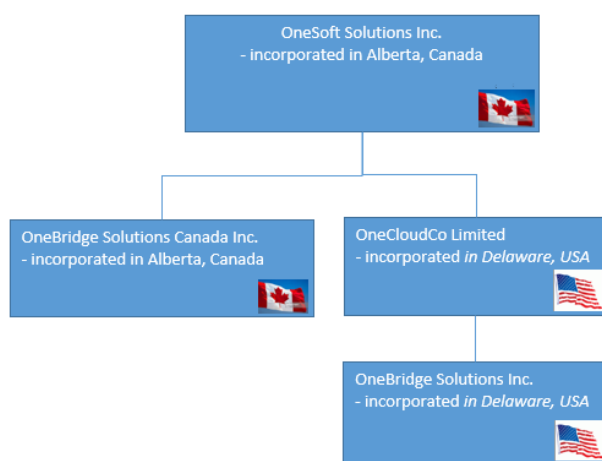 OneSoft Solutions Inc.
- incorporated in Alberta, Canada
OneBridge Solutions Canada Inc.
- incorporated in Alberta, Canada
OneCloudCo Limited
- incorporated in Delaware, USA
OneBridge Solutions Inc.
- incorporated in Delaware, USA